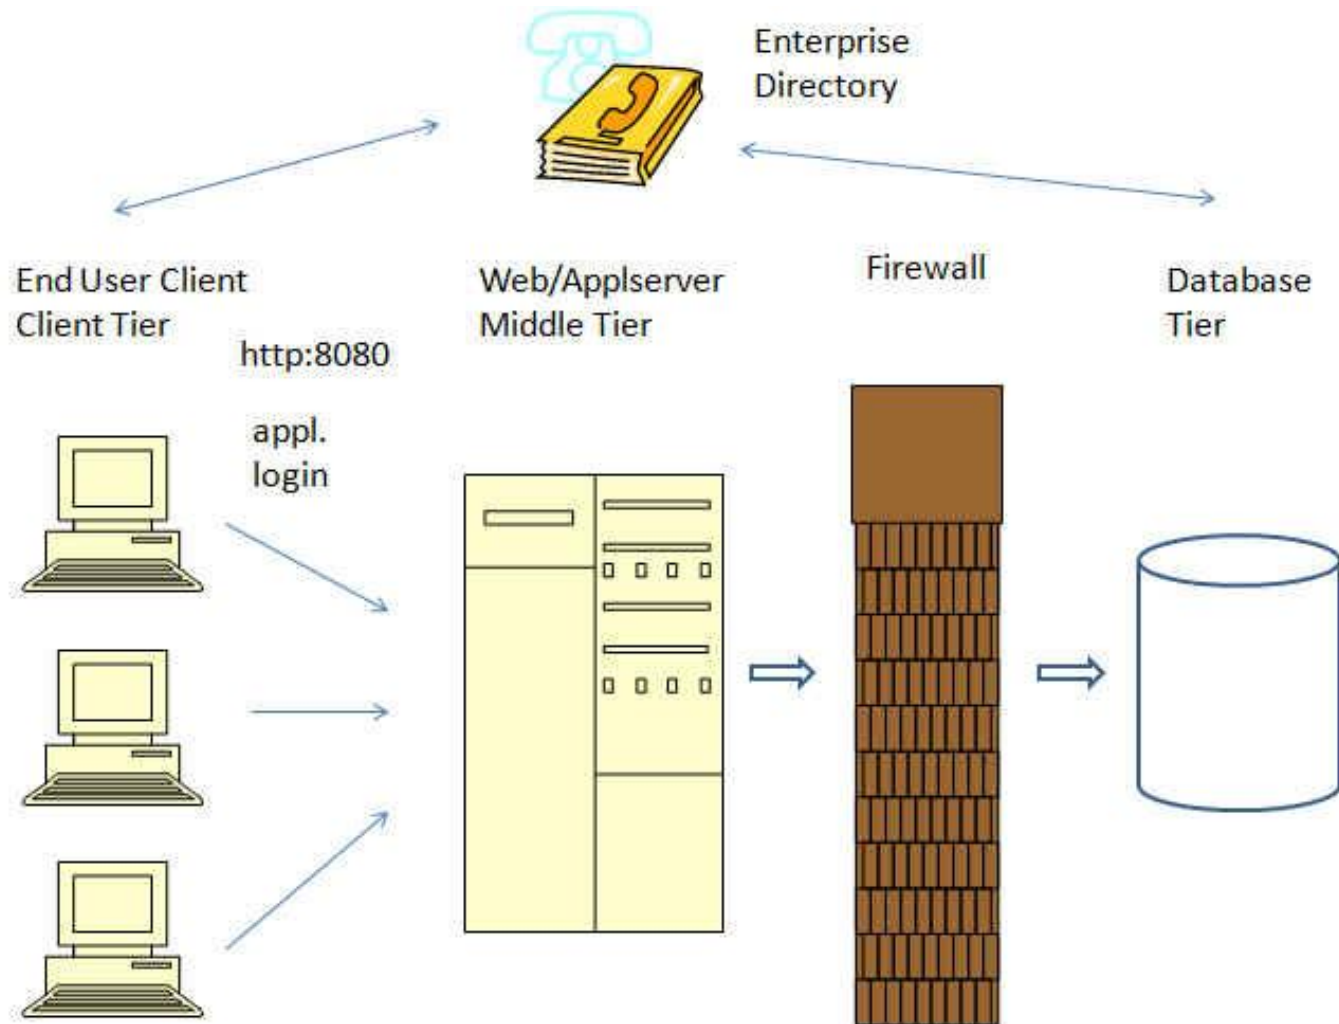 Enterprise
Directory
End User Client
Client Tier
http:8080
appl.
login
Web/Applserver
Middle Tier
Firewall
Database
Tier